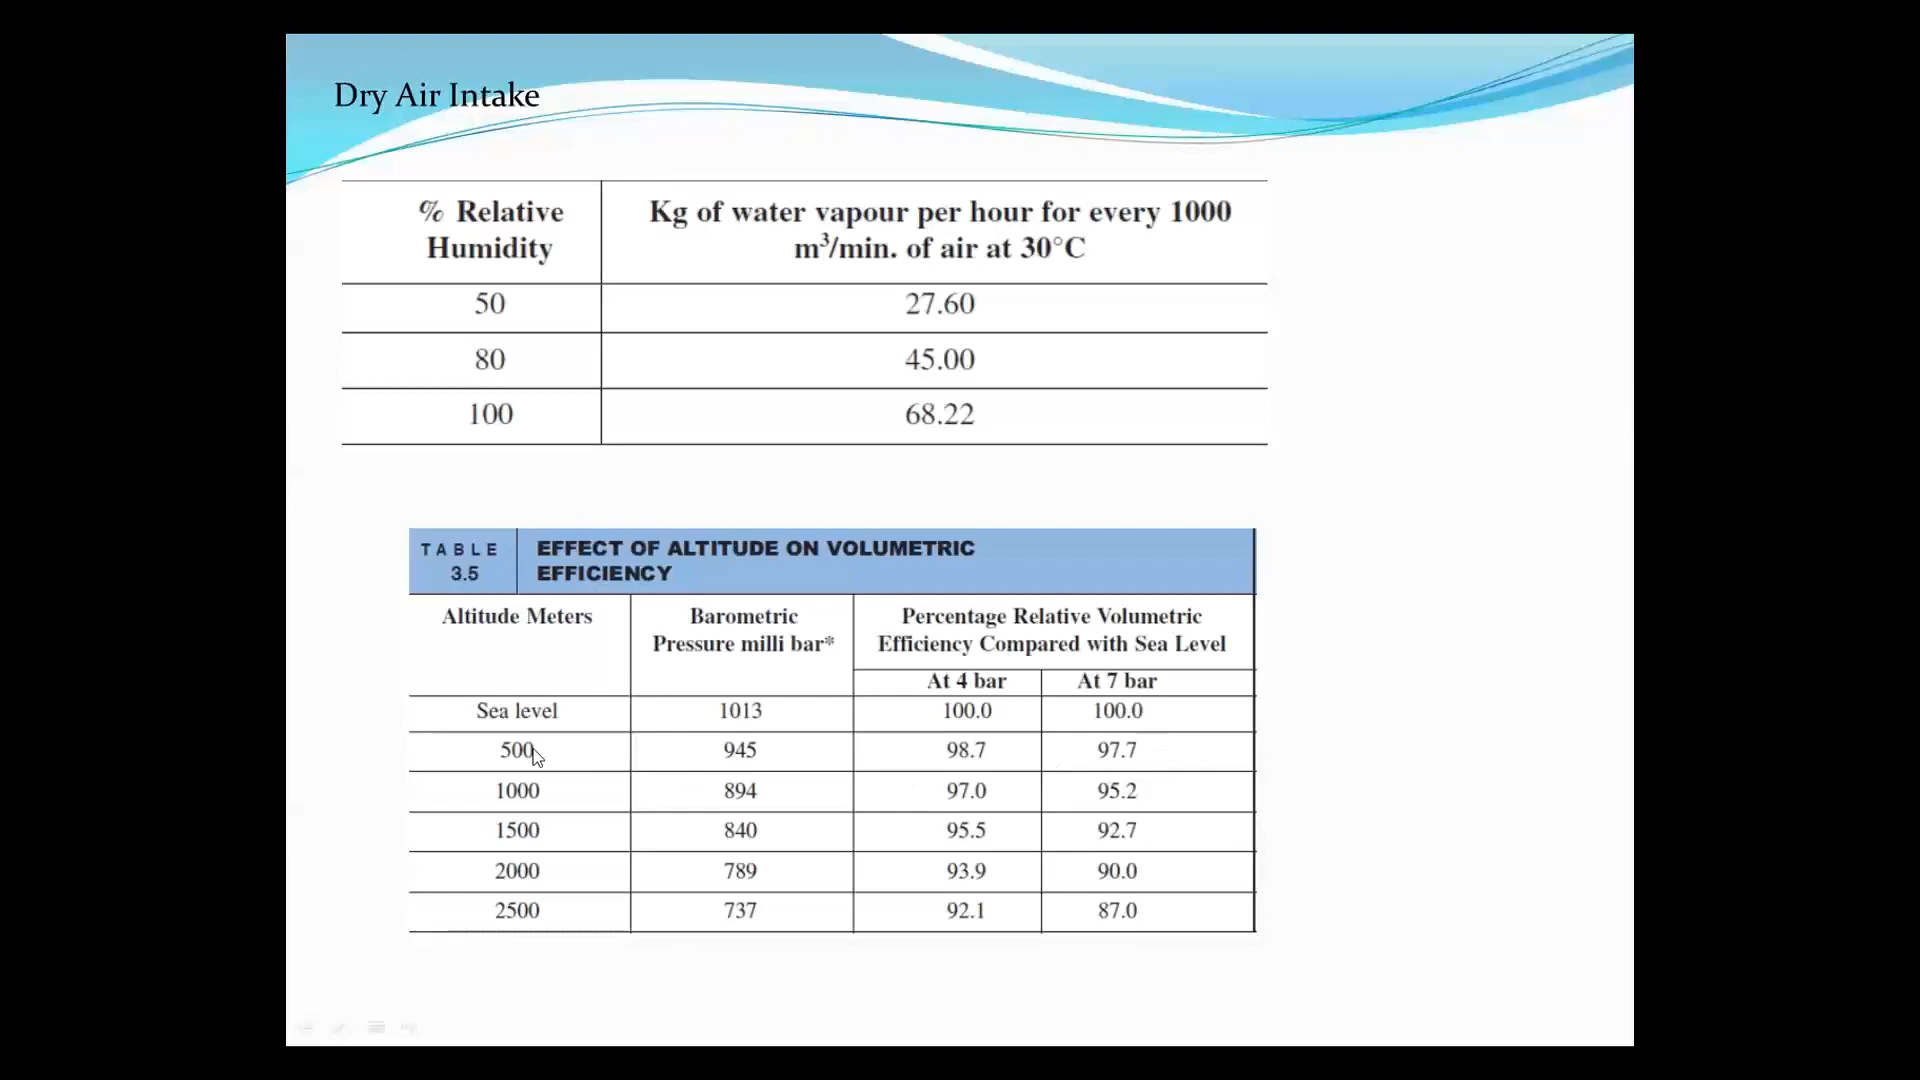 Dry Air Intake
% Relative Humidity | Kg of water vapour per hour for every 1000 m³/min. of air at 30°C
50 | 27.60
80 | 45.00
100 | 68.22
TABLE 3.5 | EFFECT OF ALTITUDE ON VOLUMETRIC EFFICIENCY
Altitude Meters | Barometric Pressure milli bar* | Percentage Relative Volumetric Efficiency Compared with Sea Level
At 4 bar | At 7 bar
Sea level | 1013 | 100.0 | 100.0
500 | 945 | 98.7 | 97.7
1000 | 894 | 97.0 | 95.2
1500 | 840 | 95.5 | 92.7
2000 | 789 | 93.9 | 90.0
2500 | 737 | 92.1 | 87.0